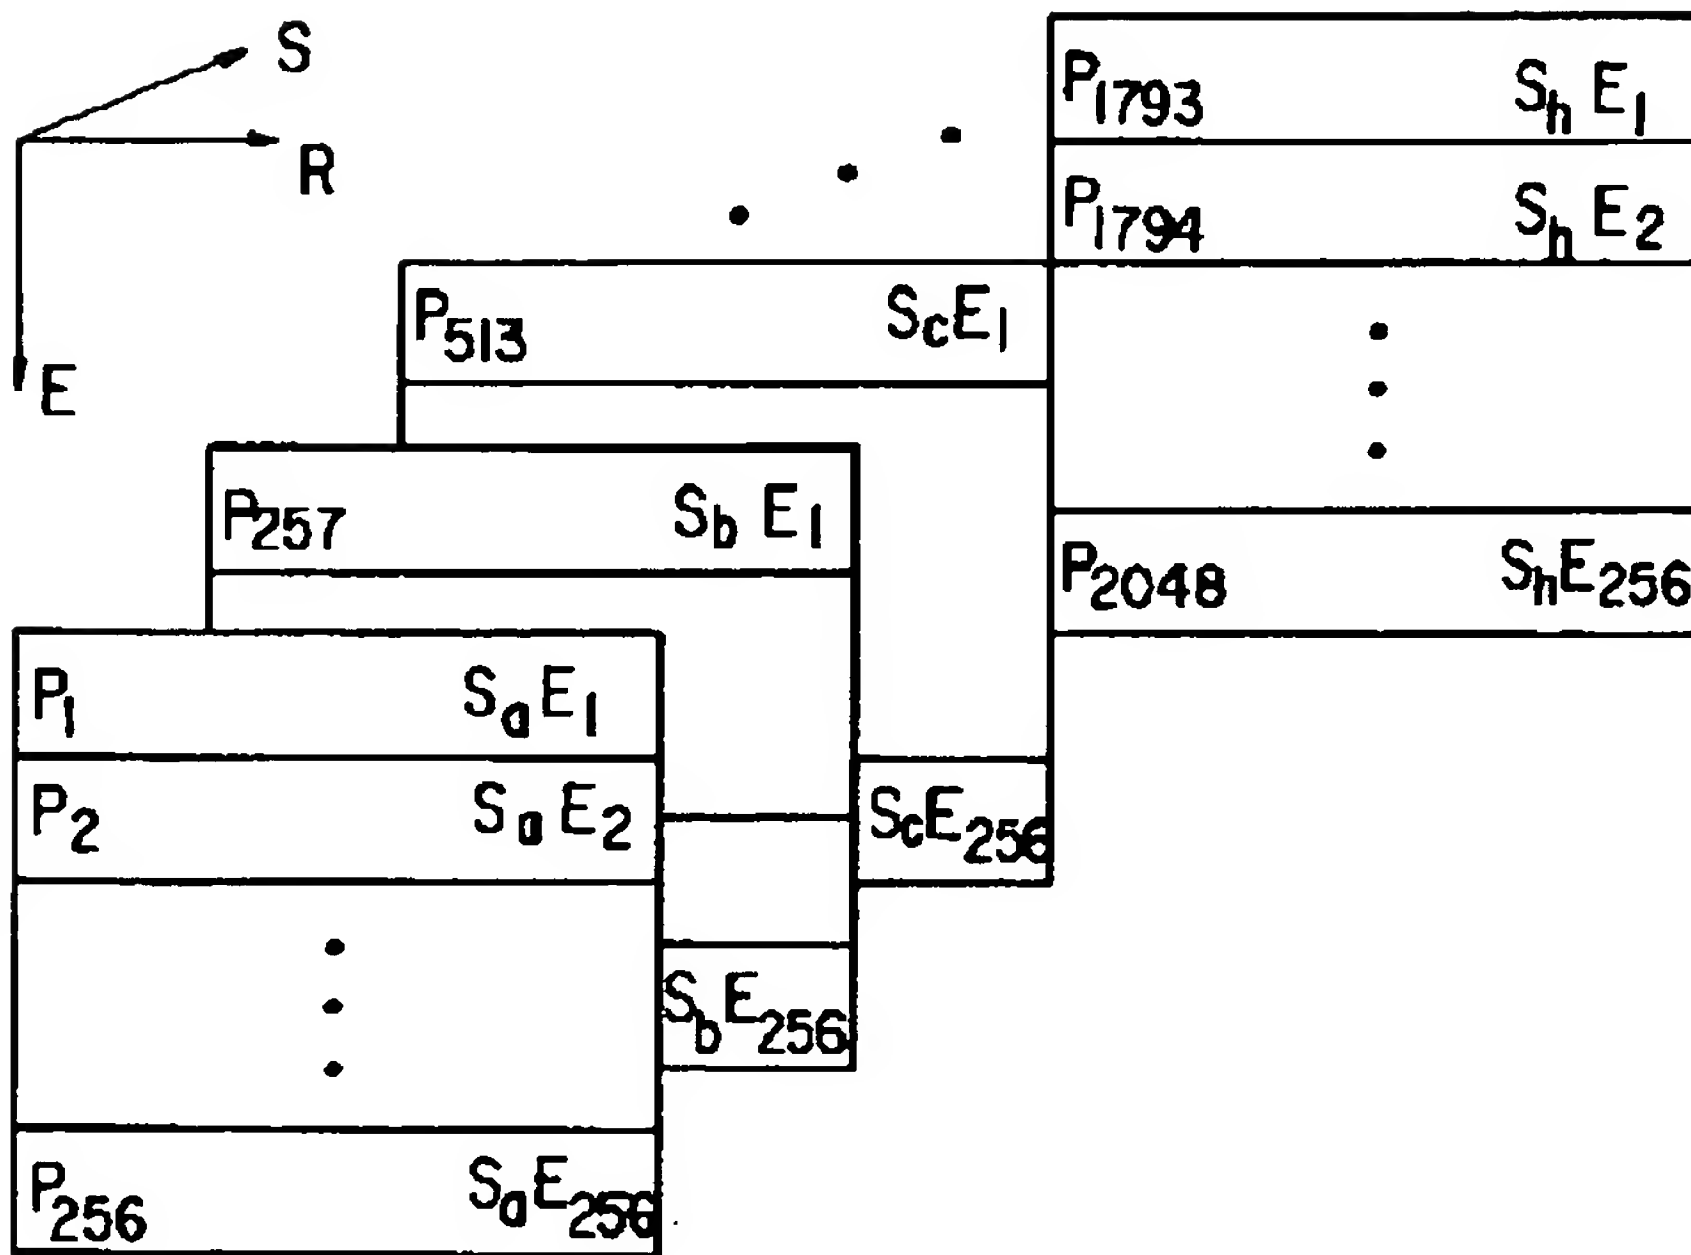 S
R
E
P1793 ShE1
P1794 ShE2
P513 ScE1
P257 SbE1
P2048 ShE256
P1 SaE1
P2 SaE2
ScE256
SbE256
P256 SaE256